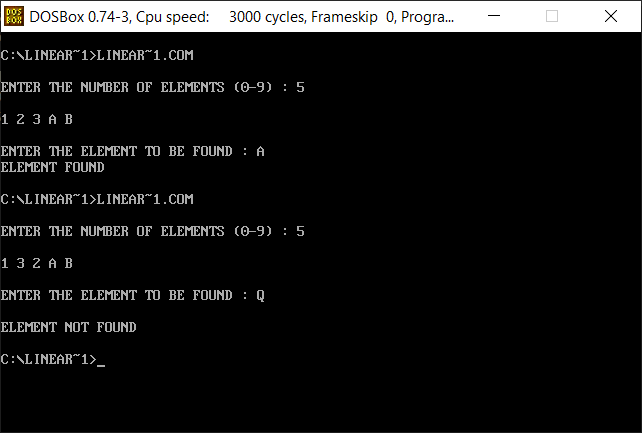 DOS BOX
DOSBox 0.74-3, Cpu speed: 3000 cycles, Frameskip 0, Progra...
C:\LINEAR~1>LINEAR~1.COM
ENTER THE NUMBER OF ELEMENTS (0-9) : 5
1 2 3 A B
ENTER THE ELEMENT TO BE FOUND : A
ELEMENT FOUND
C:\LINEAR~1>LINEAR~1.COM
ENTER THE NUMBER OF ELEMENTS (0-9) : 5
1 3 2 A B
ENTER THE ELEMENT TO BE FOUND : Q
ELEMENT NOT FOUND
C:\LINEAR~1>_